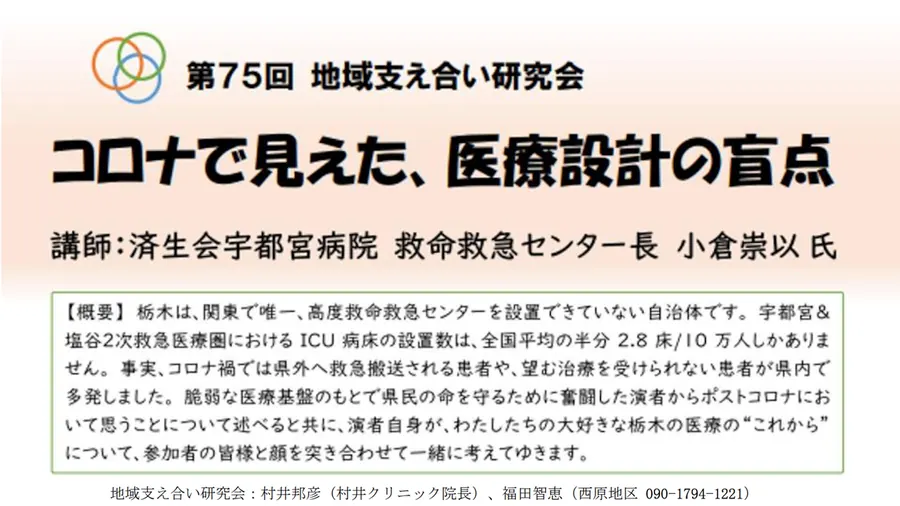 第75回 地域支え合い研究会
コロナで見えた、医療設計の盲点
講師：済生会宇都宮病院 救命救急センター長 小倉崇以 氏
【概要】 栃木は、関東で唯一、高度救命救急センターを設置できていない自治体です。宇都宮＆
塩谷2次救急医療圏における ICU 病床の設置数は、全国平均の半分 2.8 床/10 万人しかありま
せん。事実、コロナ禍では県外へ救急搬送される患者や、望む治療を受けられない患者が県内で
多発しました。脆弱な医療基盤のもとで県民の命を守るために奮闘した演者からポストコロナにお
いて思うことについて述べると共に、演者自身が、わたしたちの大好きな栃木の医療の“これから”
について、参加者の皆様と顔を突き合わせて一緒に考えてゆきます。
地域支え合い研究会：村井邦彦（村井クリニック院長）、福田智恵（西原地区 090-1794-1221）